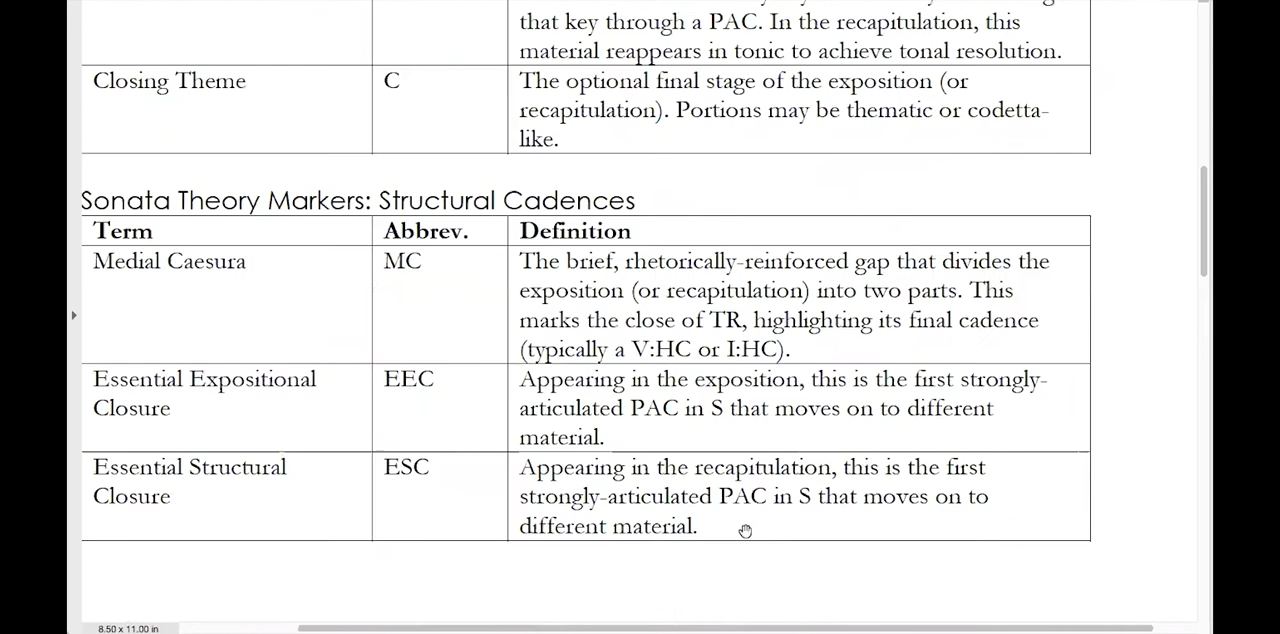 that key through a PAC. In the recapitulation, this
material reappears in tonic to achieve tonal resolution.
Closing Theme C The optional final stage of the exposition (or
recapitulation). Portions may be thematic or codetta-
like.
Sonata Theory Markers: Structural Cadences
Term Abbrev. Definition
Medial Caesura MC The brief, rhetorically-reinforced gap that divides the
exposition (or recapitulation) into two parts. This
marks the close of TR, highlighting its final cadence
(typically a V:HC or I:HC).
Essential Expositional EEC Appearing in the exposition, this is the first strongly-
Closure articulated PAC in S that moves on to different
material.
Essential Structural ESC Appearing in the recapitulation, this is the first
Closure strongly-articulated PAC in S that moves on to
different material.
8.50 x 11.00 in